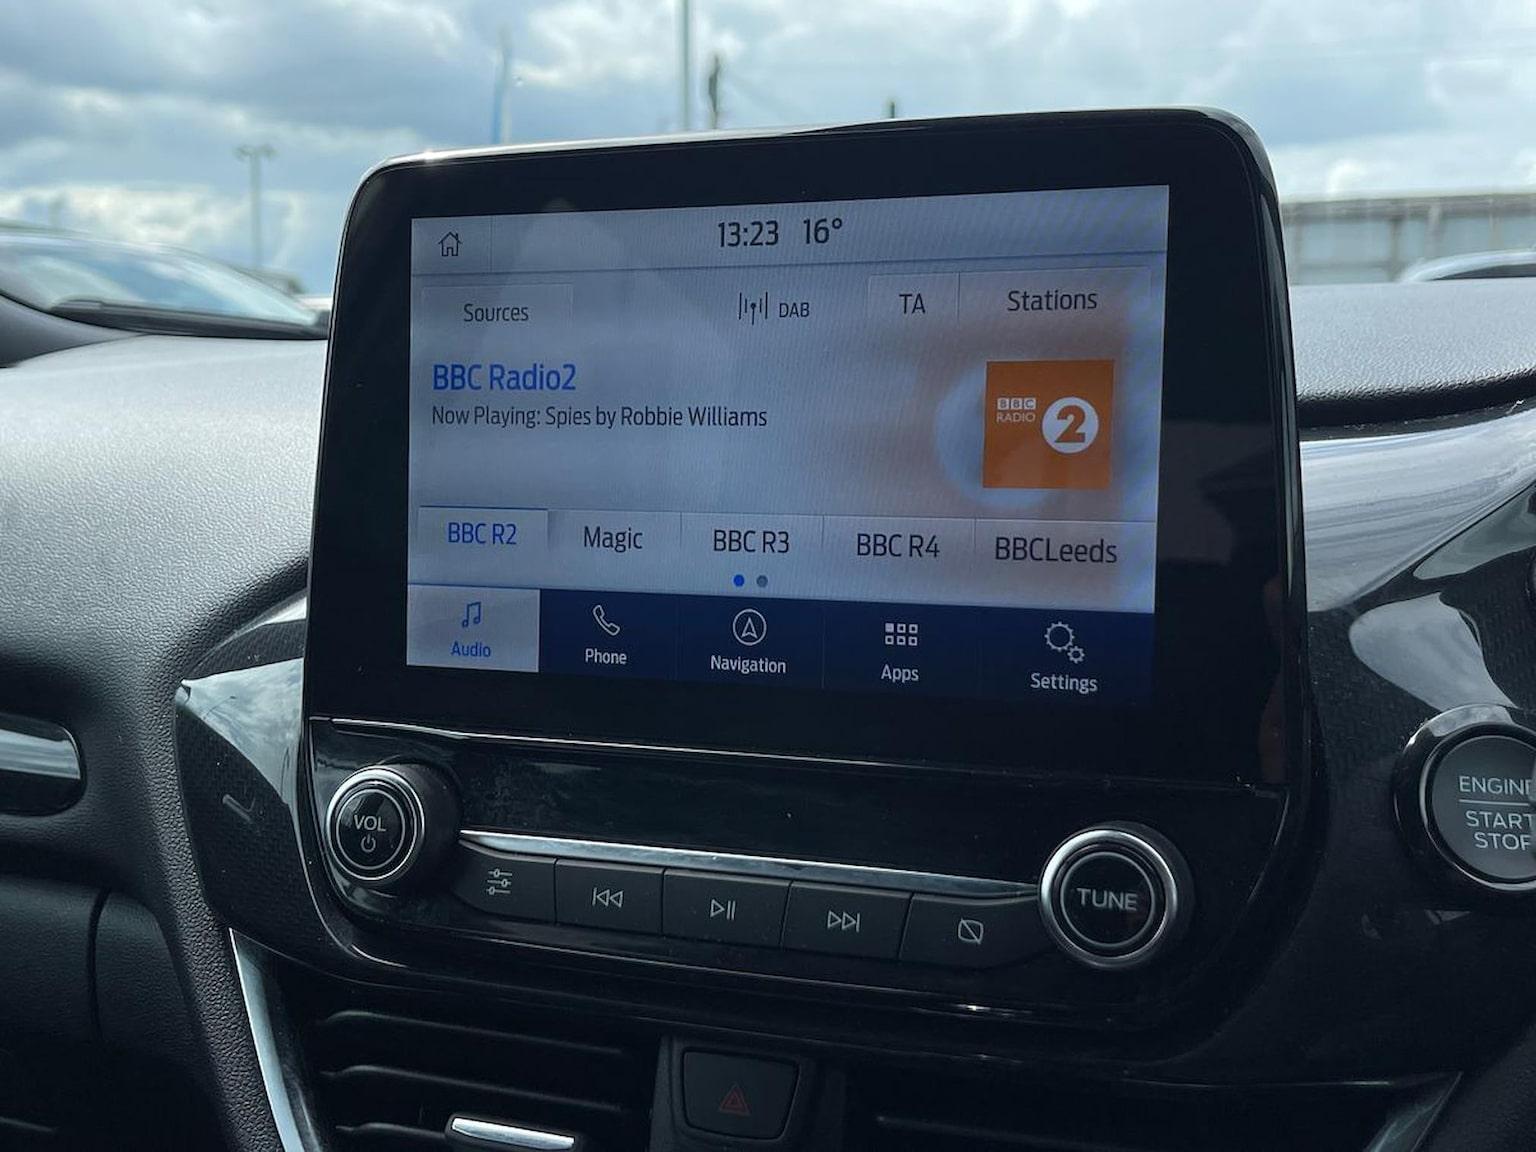 13:23 16°
Sources
DAB
TA
Stations
BBC Radio2
Now Playing: Spies by Robbie Williams
BBC
RADIO
2
BBC R2
Magic
BBC R3
BBC R4
BBCLeeds
Audio
Phone
Navigation
Apps
Settings
VOL
TUNE
ENGINE
START
STOP